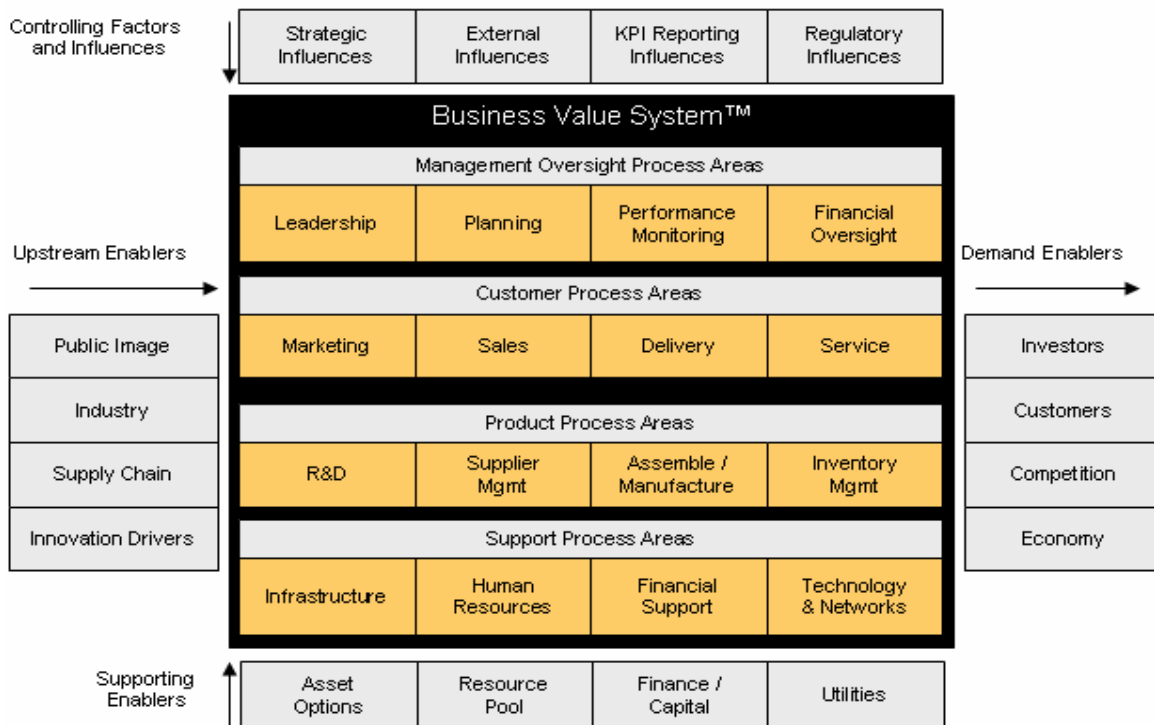 Controlling Factors
and Influences
Strategic
Influences
External
Influences
KPI Reporting
Influences
Regulatory
Influences
Business Value System™
Management Oversight Process Areas
Leadership
Planning
Performance
Monitoring
Financial
Oversight
Upstream Enablers
Demand Enablers
Customer Process Areas
Marketing
Sales
Delivery
Service
Public Image
Industry
Supply Chain
Innovation Drivers
Investors
Customers
Competition
Economy
Product Process Areas
R&D
Supplier
Mgmt
Assemble /
Manufacture
Inventory
Mgmt
Support Process Areas
Infrastructure
Human
Resources
Financial
Support
Technology
& Networks
Supporting
Enablers
Asset
Options
Resource
Pool
Finance /
Capital
Utilities